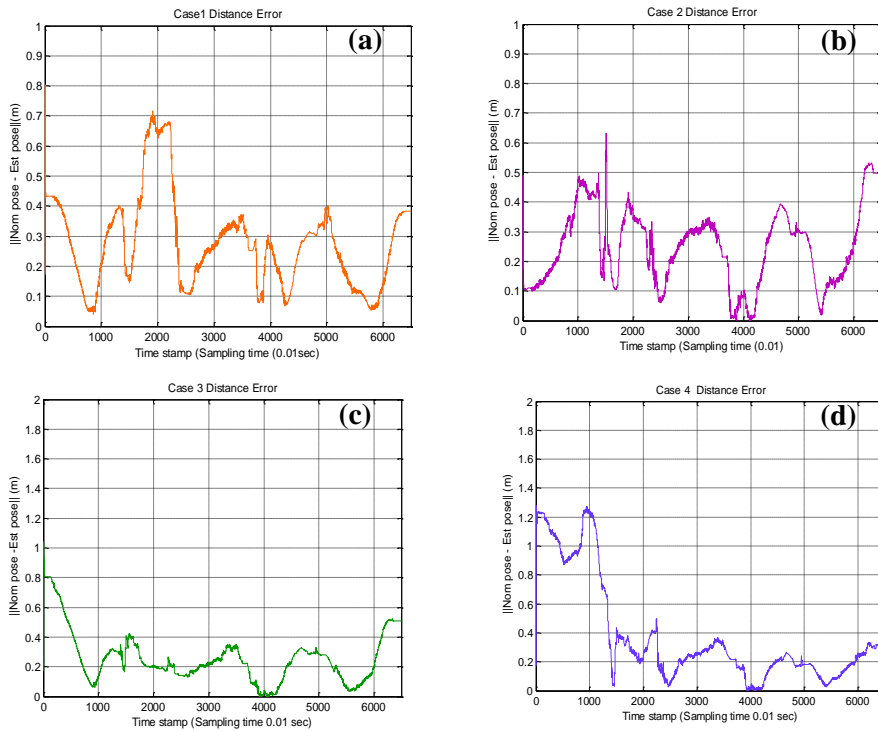 Case1 Distance Error
(a)
||Nom pose - Est pose|| (m)
1
0.9
0.8
0.7
0.6
0.5
0.4
0.3
0.2
0.1
0
0 1000 2000 3000 4000 5000 6000
Time stamp (Sampling time (0.01sec)
Case 2 Distance Error
(b)
||Nom pose - Est pose|| (m)
1
0.9
0.8
0.7
0.6
0.5
0.4
0.3
0.2
0.1
0
0 1000 2000 3000 4000 5000 6000
Time stamp (Sampling time (0.01)
Case 3 Distance Error
(c)
||Nom pose -Est pose|| (m)
2
1.8
1.6
1.4
1.2
1
0.8
0.6
0.4
0.2
0
0 1000 2000 3000 4000 5000 6000
Time stamp (Sampling time 0.01 sec)
Case 4 Distance Error
(d)
||Nom pose - Est pose|| (m)
2
1.8
1.6
1.4
1.2
1
0.8
0.6
0.4
0.2
0
0 1000 2000 3000 4000 5000 6000
Time stamp (Sampling time 0.01 sec)